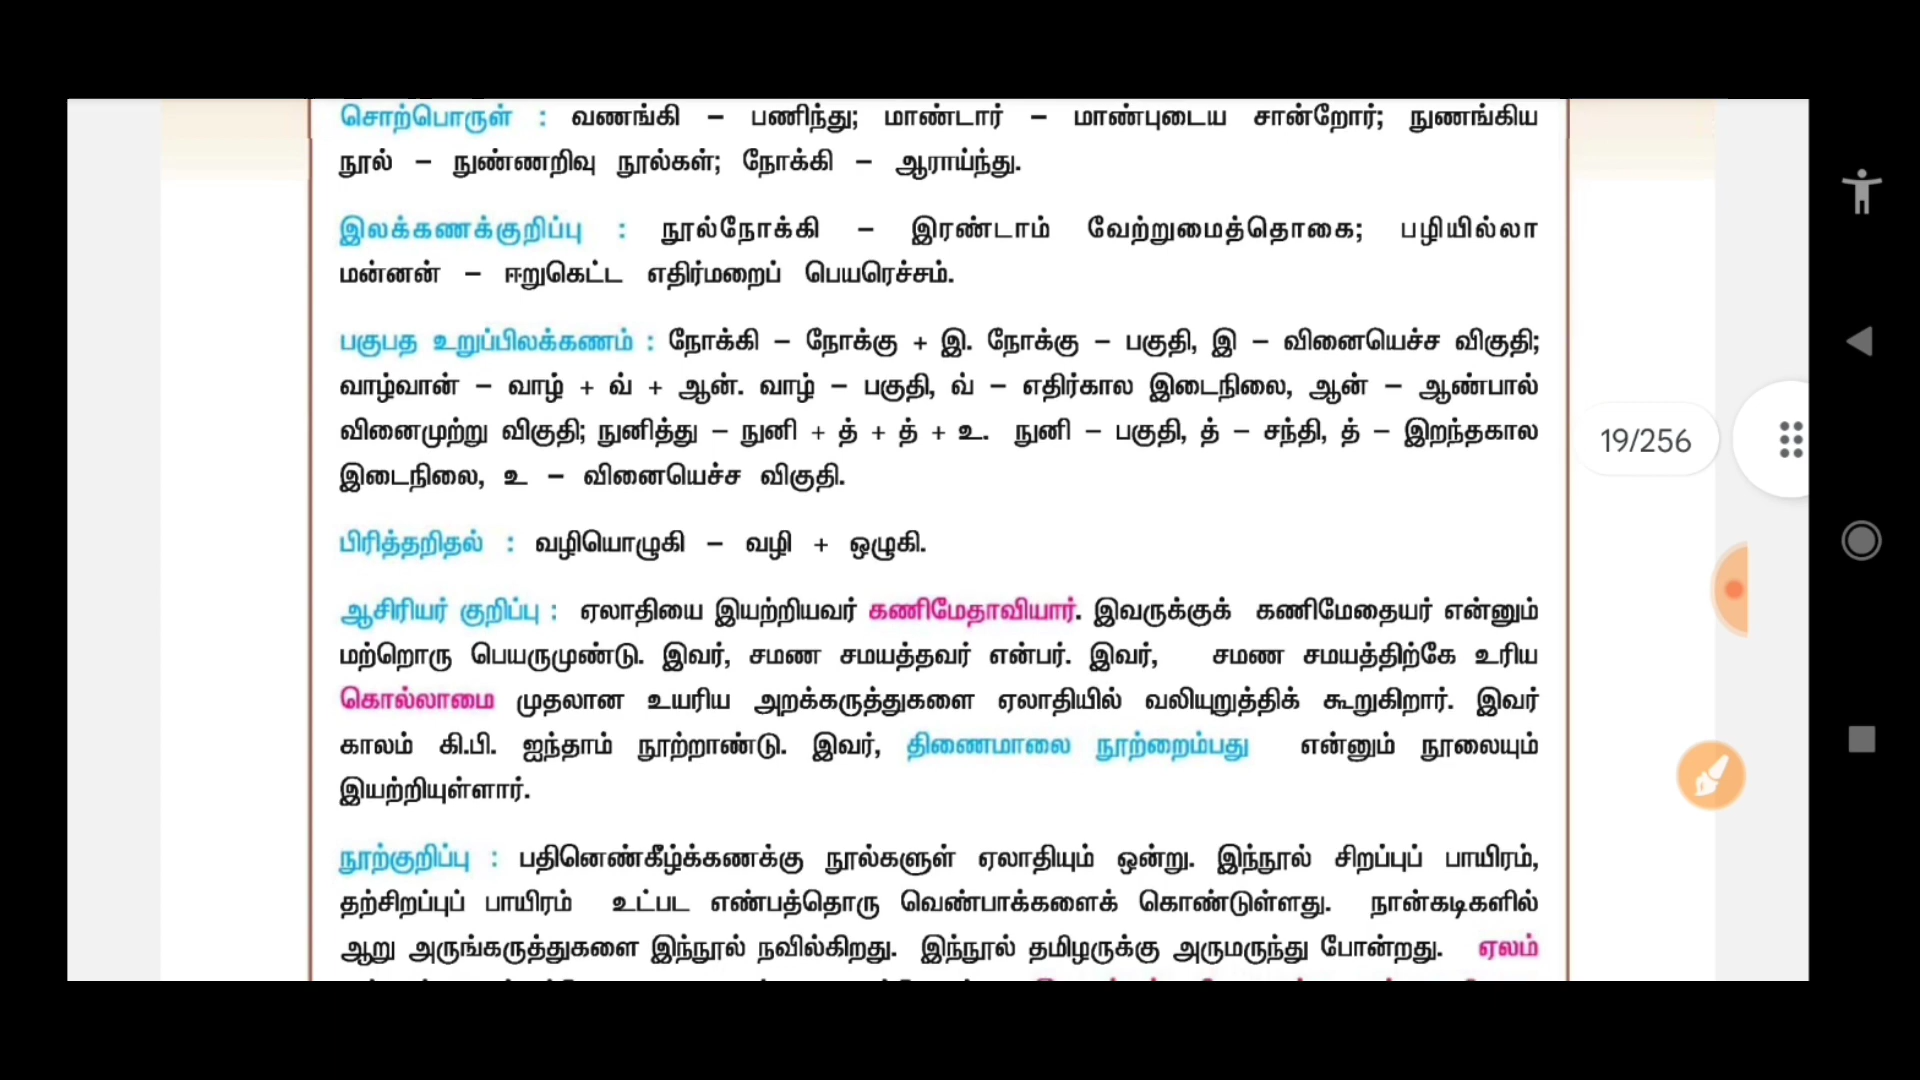 சொற்பொருள் : வணங்கி – பணிந்து; மாண்டார் – மாண்புடைய சான்றோர்; நுணங்கிய
நூல் – நுண்ணறிவு நூல்கள்; நோக்கி – ஆராய்ந்து.
இலக்கணக்குறிப்பு : நூல்நோக்கி – இரண்டாம் வேற்றுமைத்தொகை; பழியில்லா
மன்னன் – ஈறுகெட்ட எதிர்மறைப் பெயரெச்சம்.
பகுபத உறுப்பிலக்கணம் : நோக்கி – நோக்கு + இ. நோக்கு – பகுதி, இ – வினையெச்ச விகுதி;
வாழ்வான் – வாழ் + வ் + ஆன். வாழ் – பகுதி, வ் – எதிர்கால இடைநிலை, ஆன் – ஆண்பால்
வினைமுற்று விகுதி; நுனித்து – நுனி + த் + த் + உ. நுனி – பகுதி, த் – சந்தி, த் – இறந்தகால
இடைநிலை, உ – வினையெச்ச விகுதி.
19/256
பிரித்தறிதல் : வழியொழுகி – வழி + ஒழுகி.
ஆசிரியர் குறிப்பு : ஏலாதியை இயற்றியவர் கணிமேதாவியார். இவருக்குக் கணிமேதையர் என்னும்
மற்றொரு பெயருமுண்டு. இவர், சமண சமயத்தவர் என்பர். இவர், சமண சமயத்திற்கே உரிய
கொல்லாமை முதலான உயரிய அறக்கருத்துகளை ஏலாதியில் வலியுறுத்திக் கூறுகிறார். இவர்
காலம் கி.பி. ஐந்தாம் நூற்றாண்டு. இவர், திணைமாலை நூற்றைம்பது என்னும் நூலையும்
இயற்றியுள்ளார்.
நூற்குறிப்பு : பதினெண்கீழ்க்கணக்கு நூல்களுள் ஏலாதியும் ஒன்று. இந்நூல் சிறப்புப் பாயிரம்,
தற்சிறப்புப் பாயிரம் உட்பட எண்பத்தொரு வெண்பாக்களைக் கொண்டுள்ளது. நான்கடிகளில்
ஆறு அருங்கருத்துகளை இந்நூல் நவில்கிறது. இந்நூல் தமிழருக்கு அருமருந்து போன்றது. ஏலம்